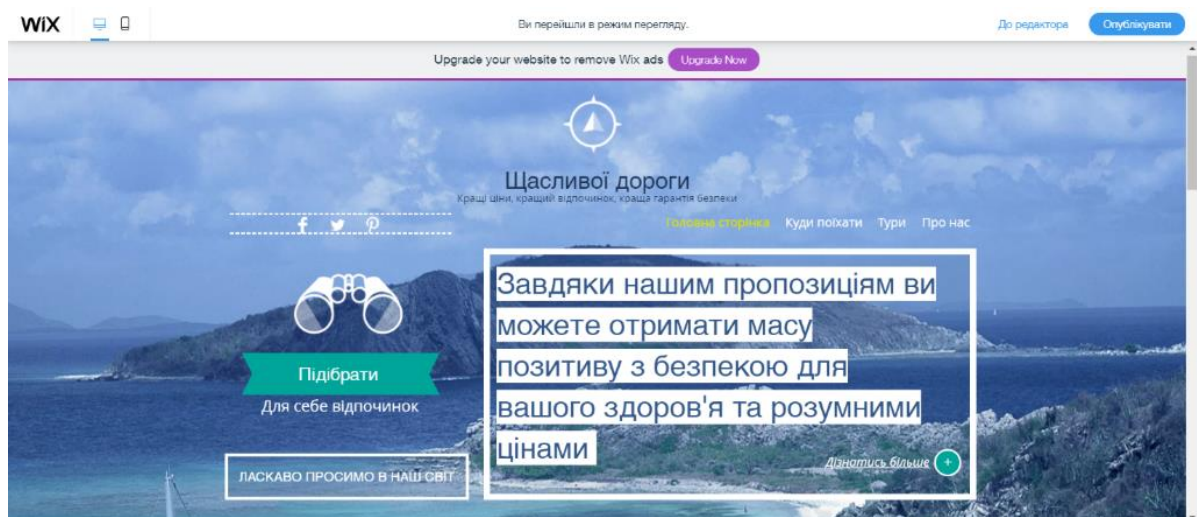 WiX
Ви перейшли в режим перегляду.
До редактора
Опублікувати
Upgrade your website to remove Wix ads
Upgrade Now
Щасливої дороги
Кращі ціни, кращий відпочинок, краща гарантія безпеки
Головна сторінка Куди поїхати Тури Про нас
Підібрати
Для себе відпочинок
ЛАСКАВО ПРОСИМО В НАШ СВІТ
Завдяки нашим пропозиціям ви
можете отримати масу
позитиву з безпекою для
вашого здоров'я та розумними
цінами
Дізнатись більше